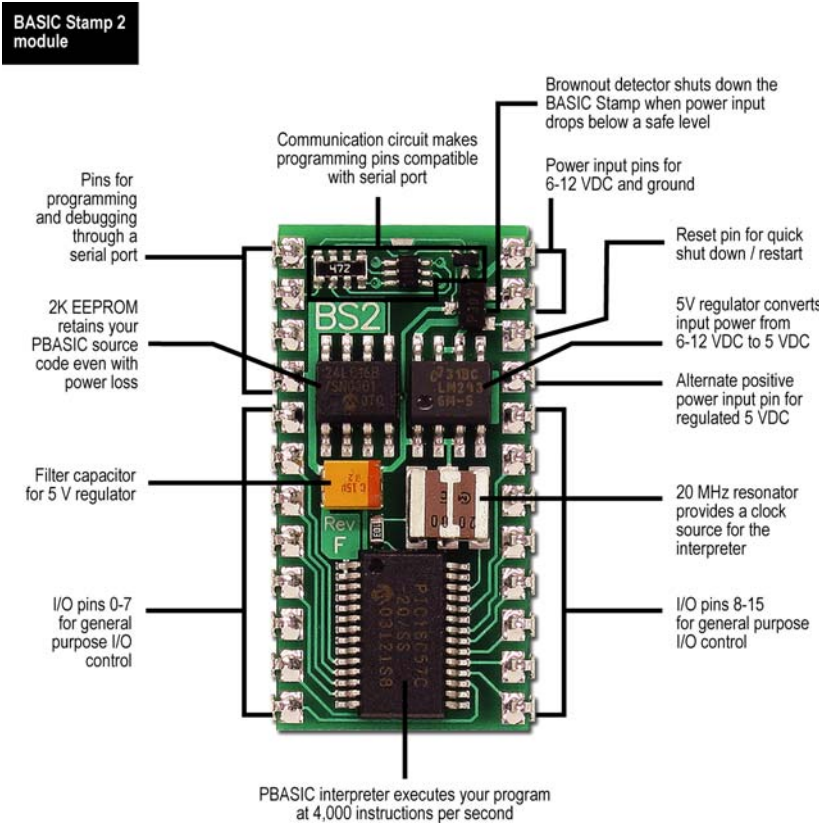 BASIC Stamp 2
module
Brownout detector shuts down the
BASIC Stamp when power input
drops below a safe level
Communication circuit makes
programming pins compatible
with serial port
Power input pins for
6-12 VDC and ground
Pins for
programming
and debugging
through a
serial port
Reset pin for quick
shut down / restart
2K EEPROM
retains your
PBASIC source
code even with
power loss
5V regulator converts
input power from
6-12 VDC to 5 VDC
Alternate positive
power input pin for
regulated 5 VDC
472
BS2
Filter capacitor
for 5 V regulator
20 MHz resonator
provides a clock
source for the
interpreter
Rev
F
103
I/O pins 0-7
for general
purpose I/O
control
I/O pins 8-15
for general purpose
I/O control
PIC16C57C
20/SS
PBASIC interpreter executes your program
at 4,000 instructions per second